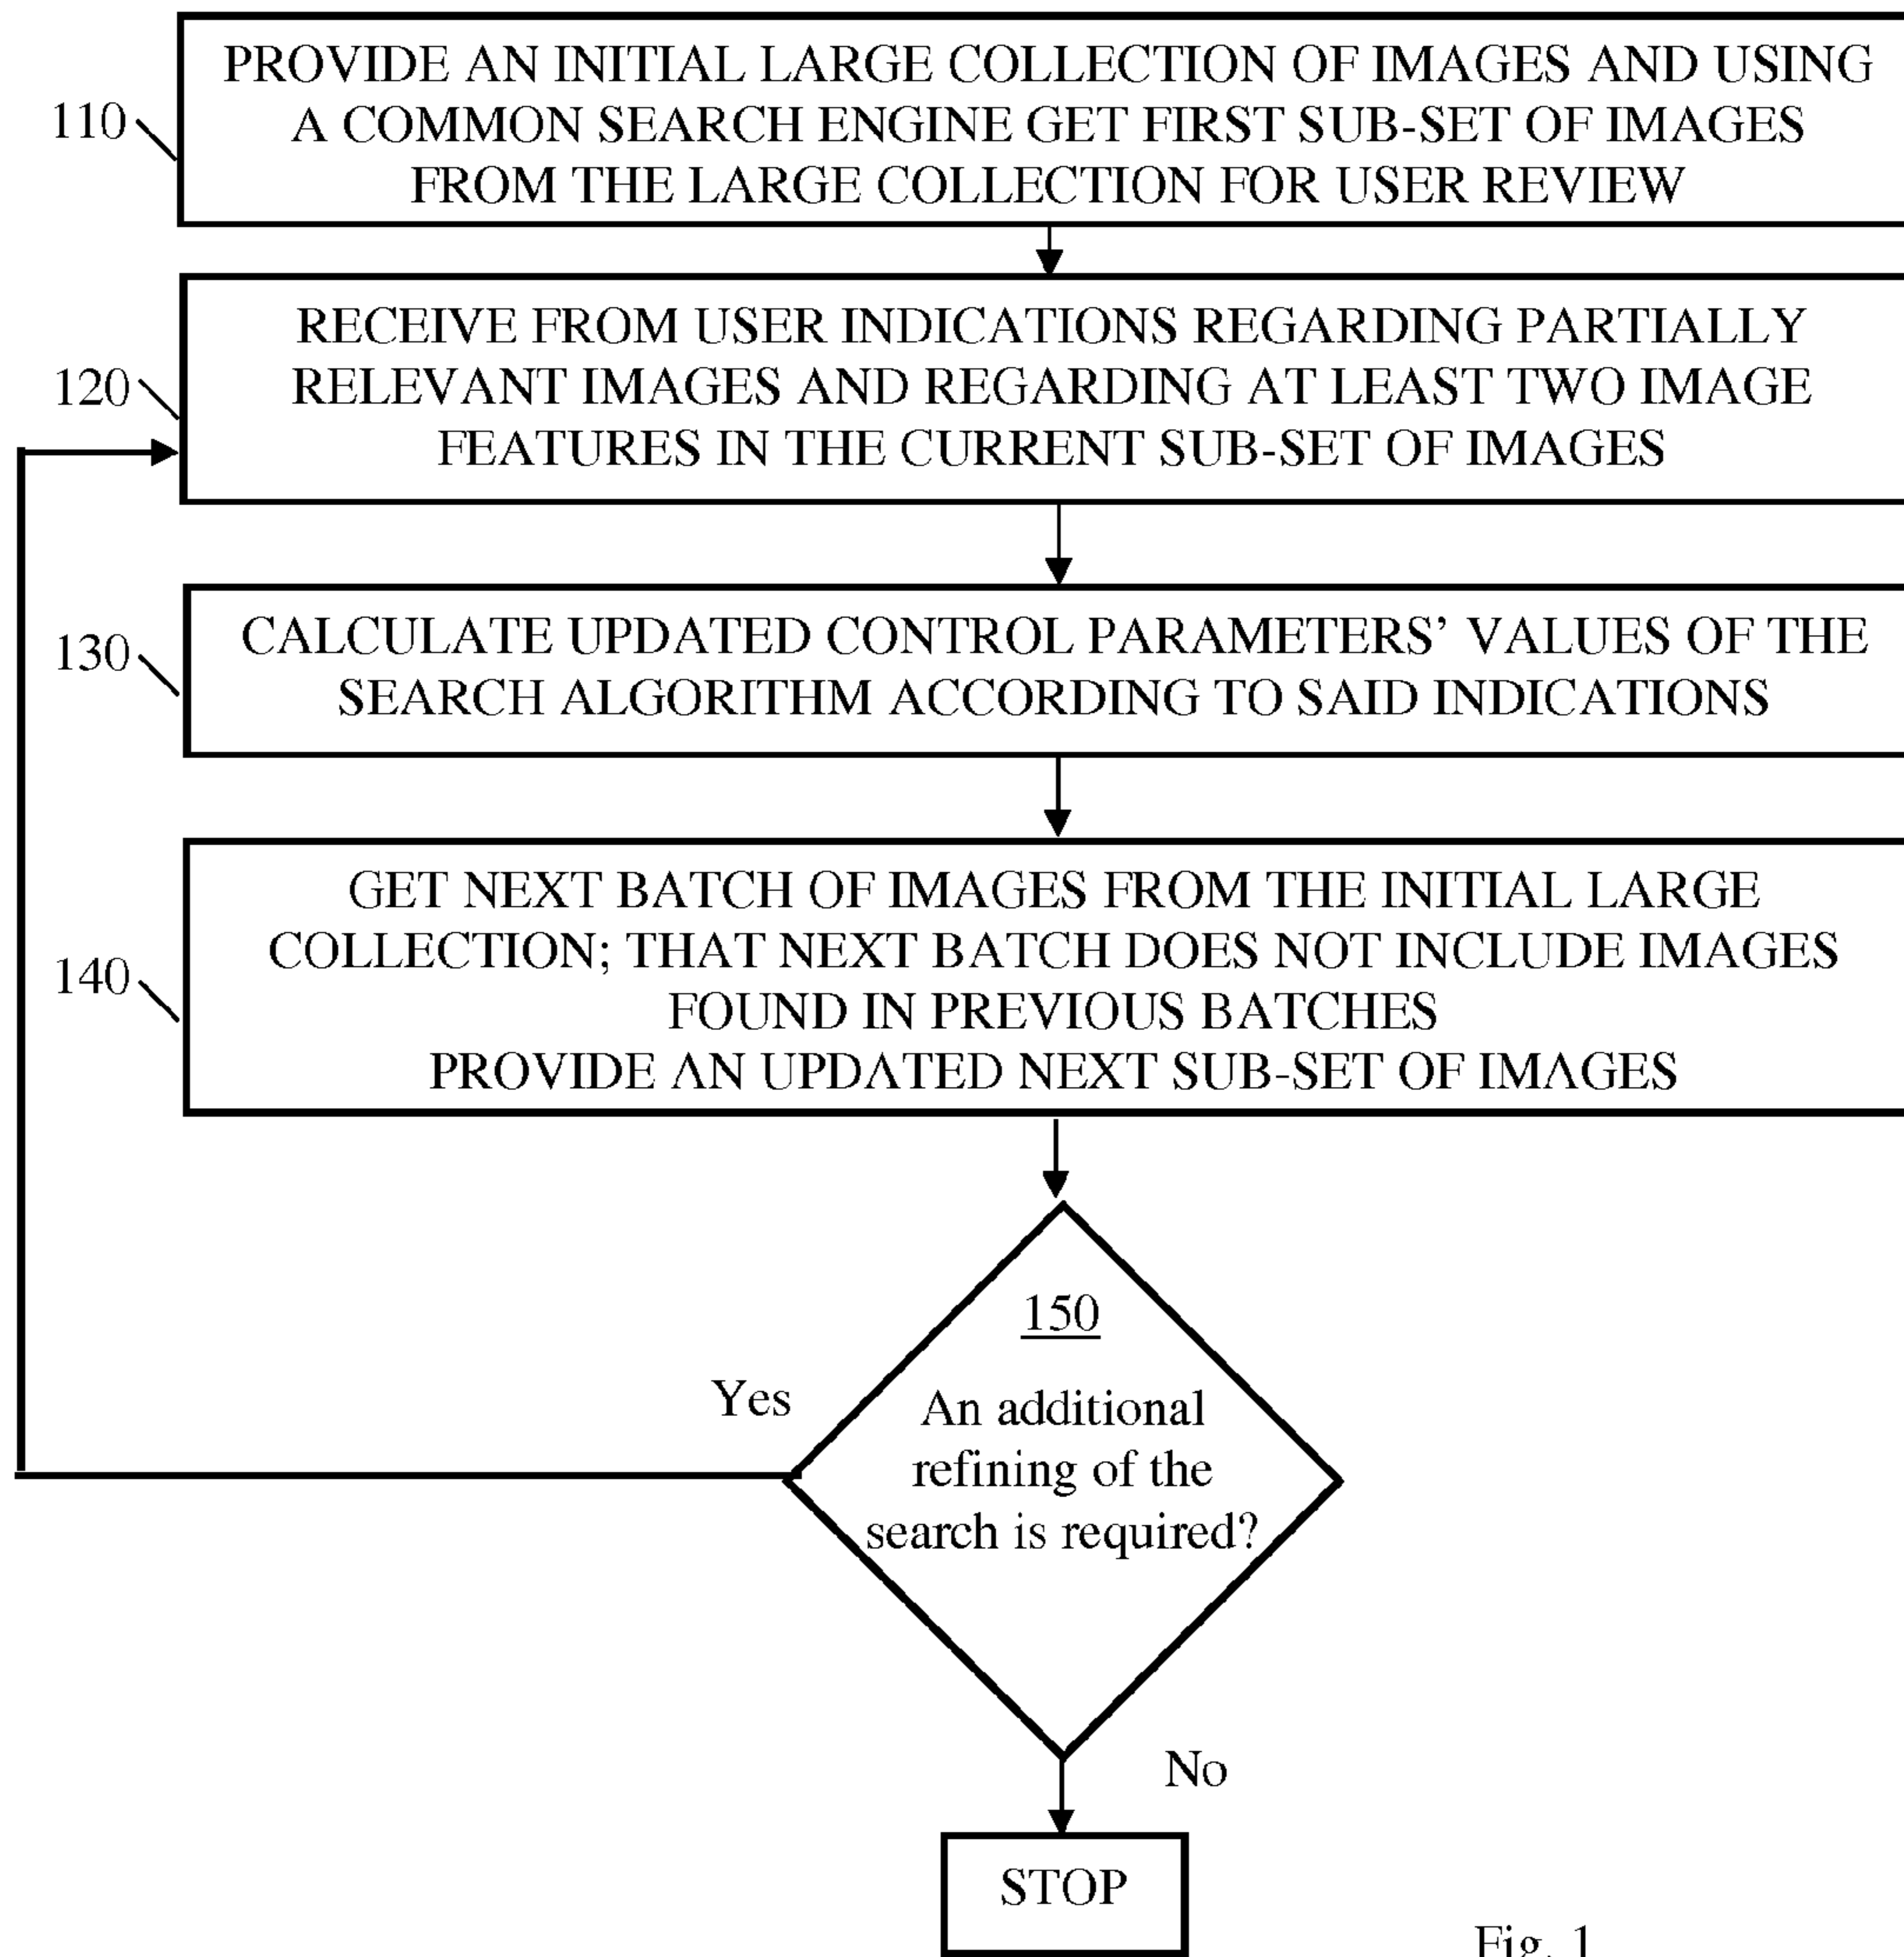 PROVIDE AN INITIAL LARGE COLLECTION OF IMAGES AND USING
A COMMON SEARCH ENGINE GET FIRST SUB-SET OF IMAGES
FROM THE LARGE COLLECTION FOR USER REVIEW
110
RECEIVE FROM USER INDICATIONS REGARDING PARTIALLY
RELEVANT IMAGES AND REGARDING AT LEAST TWO IMAGE
FEATURES IN THE CURRENT SUB-SET OF IMAGES
120
CALCULATE UPDATED CONTROL PARAMETERS’ VALUES OF THE
SEARCH ALGORITHM ACCORDING TO SAID INDICATIONS
130
GET NEXT BATCH OF IMAGES FROM THE INITIAL LARGE
COLLECTION; THAT NEXT BATCH DOES NOT INCLUDE IMAGES
FOUND IN PREVIOUS BATCHES
PROVIDE AN UPDATED NEXT SUB-SET OF IMAGES
140
150
An additional
refining of the
search is required?
Yes
No
STOP
Fig. 1